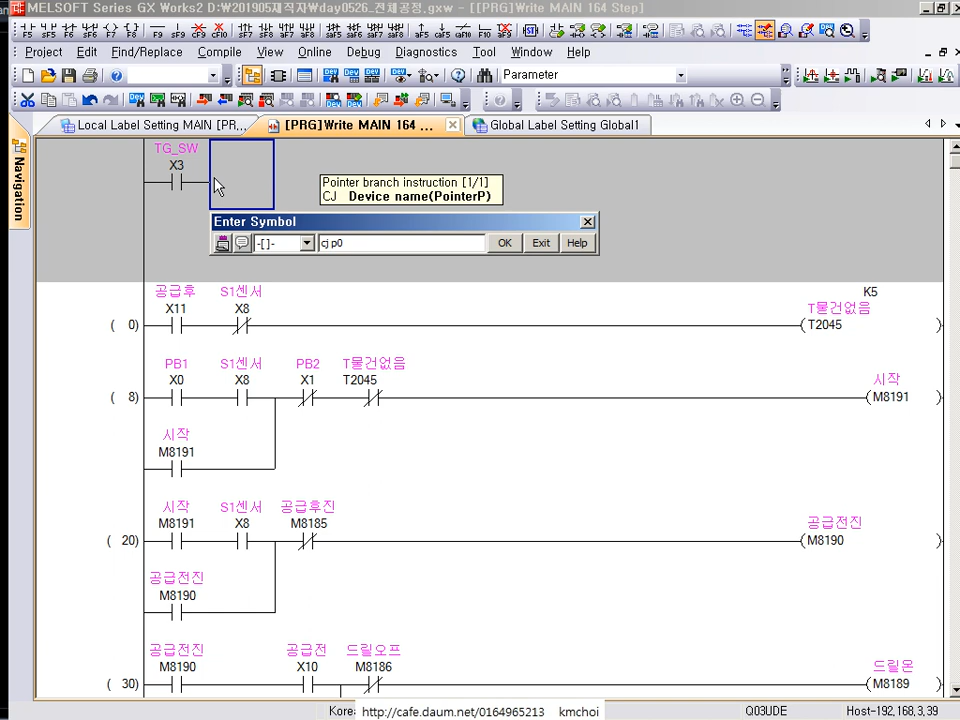 MELSOFT Series GX Works2 D:₩201905재직자₩day0526_전체공정.gxw - [[PRG]Write MAIN 164 Step]
Project Edit Find/Replace Compile View Online Debug Diagnostics Tool Window Help
Parameter
Local Label Setting MAIN [PR...
[PRG]Write MAIN 164 ...
Global Label Setting Global1
Navigation
TG_SW
X3
Pointer branch instruction [1/1]
CJ Device name(PointerP)
Enter Symbol
-[ ]- cj p0 OK Exit Help
공급후 S1센서 K5
X11 X8 T물건없음
( 0) T2045
PB1 S1센서 PB2 T물건없음
X0 X8 X1 T2045 시작
( 8) M8191
시작
M8191
시작 S1센서 공급후진
M8191 X8 M8185 공급전진
( 20) M8190
공급전진
M8190
공급전진 공급전 드릴오프
M8190 X10 M8186 드릴온
( 30) M8189
Kore
http://cafe.daum.net/0164965213 kmchoi
Q03UDE Host-192,168,3,39